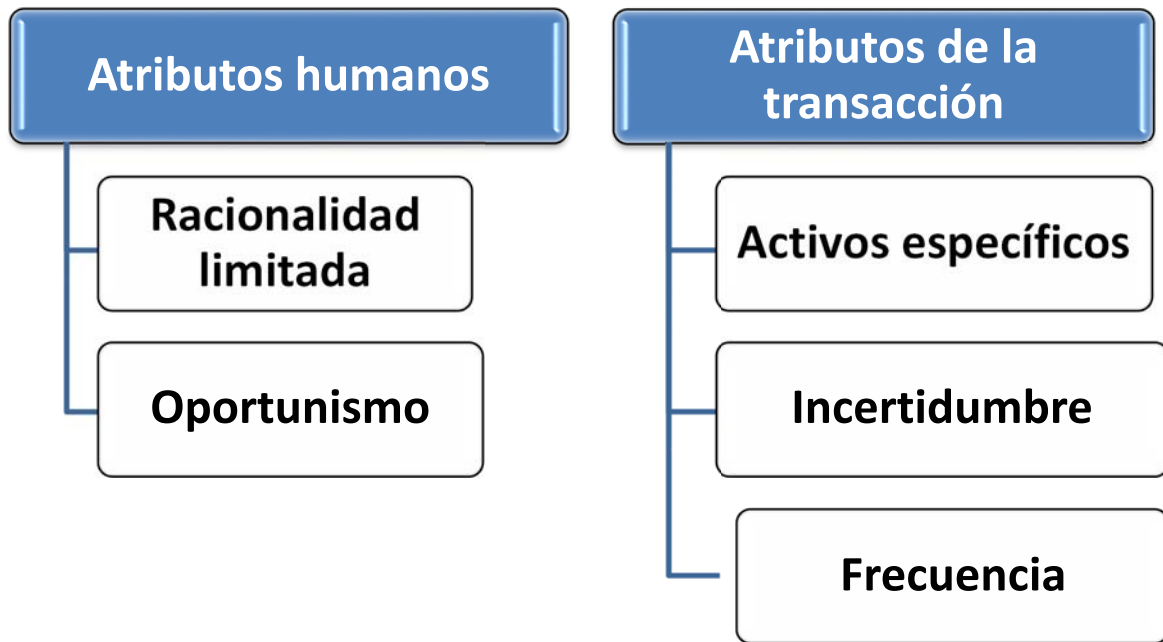 Atributos humanos
Racionalidad
limitada
Oportunismo
Atributos de la
transacción
Activos específicos
Incertidumbre
Frecuencia